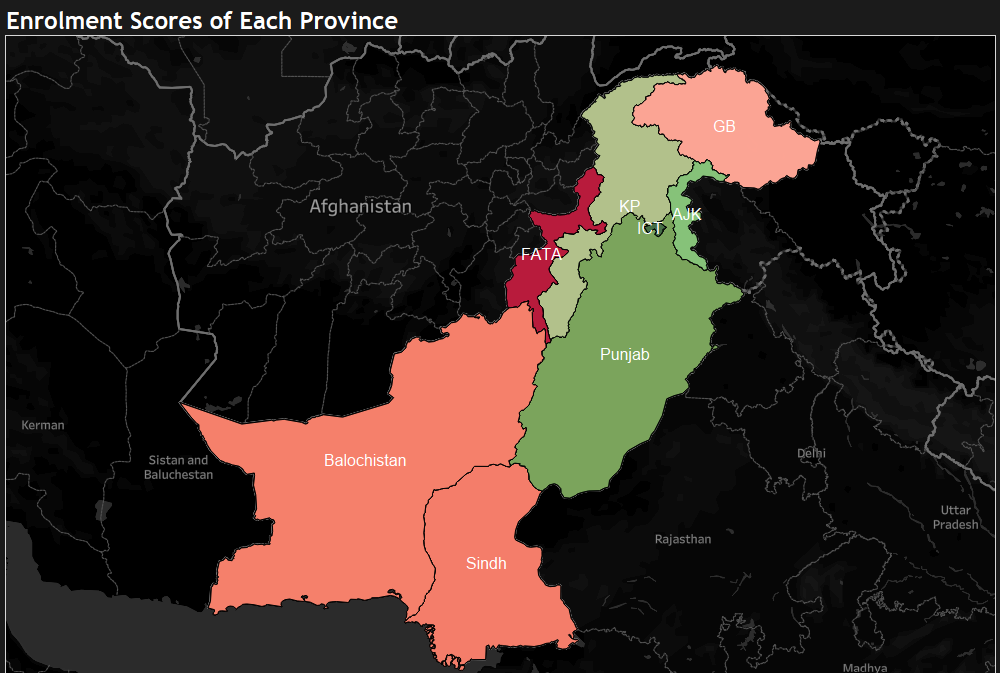 Enrolment Scores of Each Province
GB
Afghanistan
KP
AJK
ICT
FATA
Punjab
Kerman
Balochistan
Sistan and
Baluchestan
Delhi
Uttar
Pradesh
Rajasthan
Sindh
Madhya